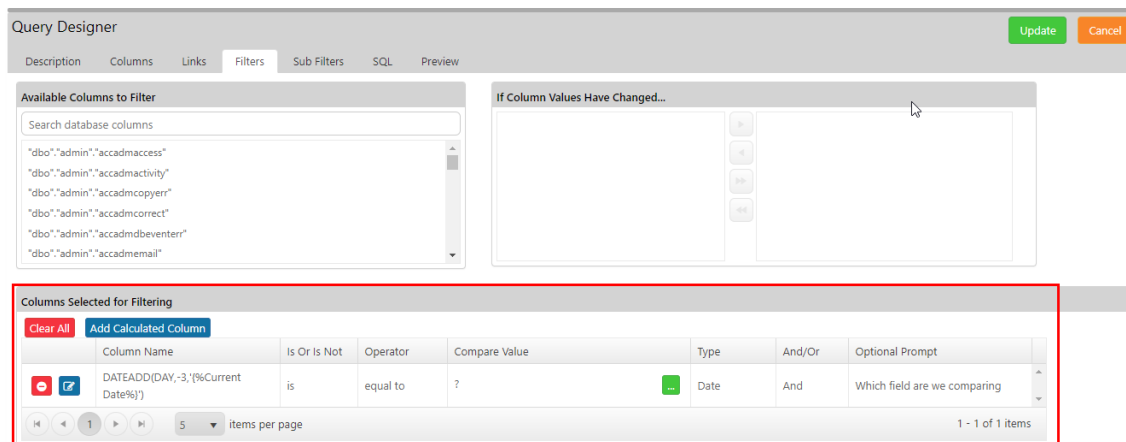 Query Designer
Update
Cancel
Description Columns Links Filters Sub Filters SQL Preview
Available Columns to Filter
If Column Values Have Changed...
Search database columns
"dbo"."admin"."accadmaccess"
"dbo"."admin"."accadmactivity"
"dbo"."admin"."accadmcopyerr"
"dbo"."admin"."accadmcorrect"
"dbo"."admin"."accadmdbeventerr"
"dbo"."admin"."accadmemail"
Columns Selected for Filtering
Clear All Add Calculated Column
Column Name Is Or Is Not Operator Compare Value Type And/Or Optional Prompt
DATEADD(DAY,-3,'{%Current
Date%}') is equal to ? ... Date And Which field are we comparing
1 5 items per page 1 - 1 of 1 items